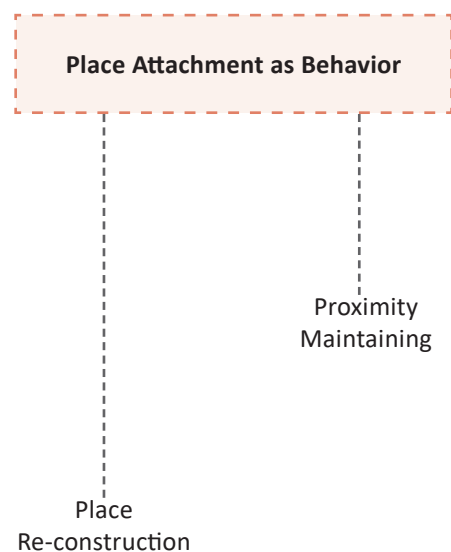 Place Attachment as Behavior
Proximity
Maintaining
Place
Re-construction